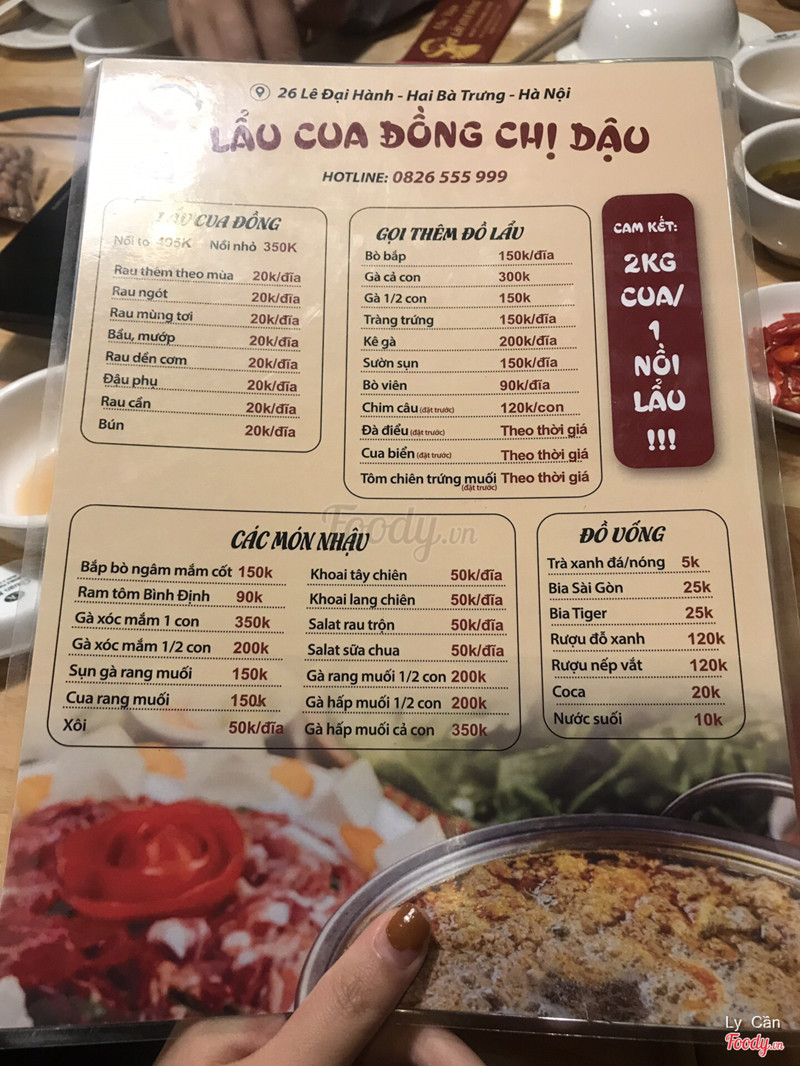 26 Lê Đại Hành - Hai Bà Trưng - Hà Nội
LẨU CUA ĐỒNG CHỊ DẬU
HOTLINE: 0826 555 999
LẨU CUA ĐỒNG
Nồi to Nồi nhỏ 350K
Rau thêm theo mùa 20k/đĩa
Rau ngót 20k/đĩa
Rau mùng tơi 20k/đĩa
Bầu, mướp 20k/đĩa
Rau dền cơm 20k/đĩa
Đậu phụ 20k/đĩa
Rau cần 20k/đĩa
Bún 20k/đĩa
GỌI THÊM ĐỒ LẨU
Bò bắp 150k/đĩa
Gà cả con 300k
Gà 1/2 con 150k
Tràng trứng 150k/đĩa
Kê gà 200k/đĩa
Sườn sụn 150k/đĩa
Bò viên 90k/đĩa
Chim câu (đặt trước) 120k/con
Đà điểu (đặt trước) Theo thời giá
Cua biển (đặt trước) Theo thời giá
Tôm chiên trứng muối (đặt trước) Theo thời giá
CAM KẾT:
2KG
CUA/
1
NỒI
LẨU
!!!
CÁC MÓN NHẬU
Bắp bò ngâm mắm cốt 150k
Ram tôm Bình Định 90k
Gà xóc mắm 1 con 350k
Gà xóc mắm 1/2 con 200k
Sụn gà rang muối 150k
Cua rang muối 150k
Xôi 50k/đĩa
Khoai tây chiên 50k/đĩa
Khoai lang chiên 50k/đĩa
Salat rau trộn 50k/đĩa
Salat sữa chua 50k/đĩa
Gà rang muối 1/2 con 200k
Gà hấp muối 1/2 con 200k
Gà hấp muối cả con 350k
ĐỒ UỐNG
Trà xanh đá/nóng 5k
Bia Sài Gòn 25k
Bia Tiger 25k
Rượu đỗ xanh 120k
Rượu nếp vắt 120k
Coca 20k
Nước suối 10k
Foody.vn
Ly Cần
Foody.vn